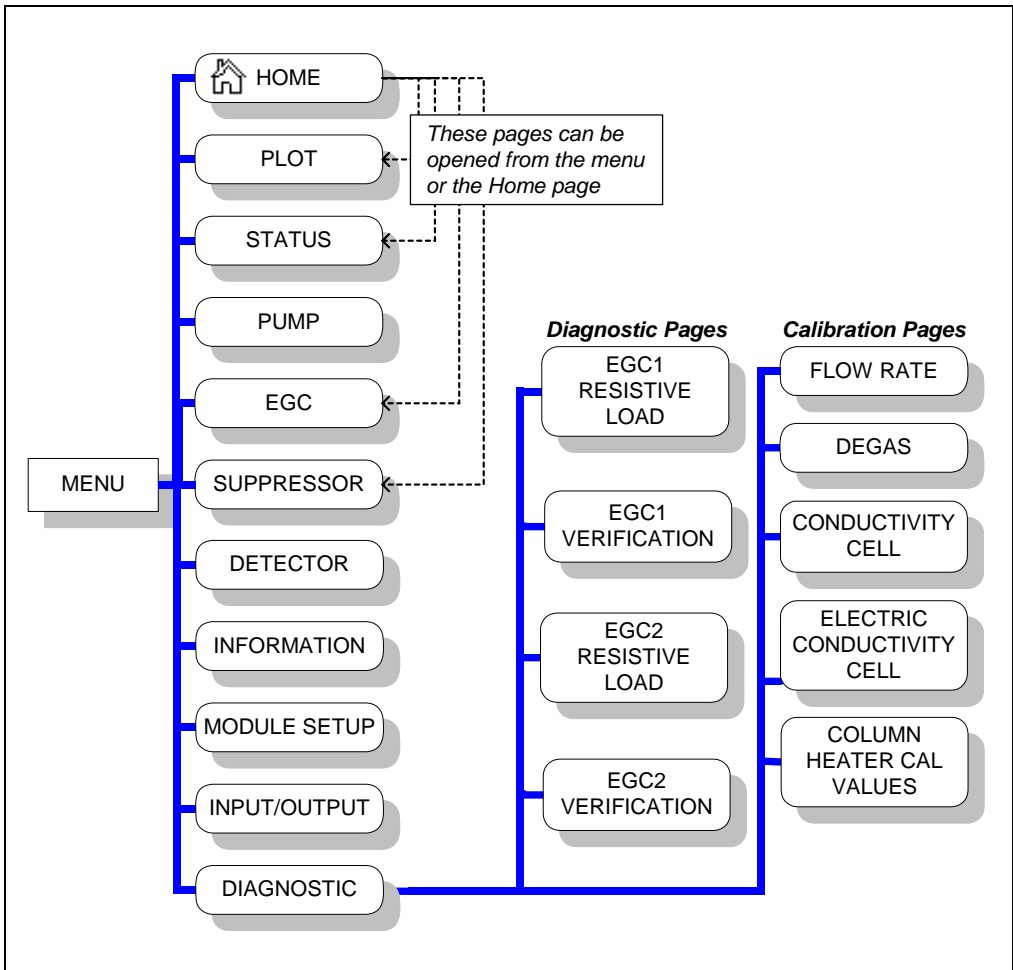 HOME
These pages can be
opened from the menu
or the Home page
PLOT
STATUS
PUMP
EGC
MENU
SUPPRESSOR
DETECTOR
INFORMATION
MODULE SETUP
INPUT/OUTPUT
DIAGNOSTIC
Diagnostic Pages
EGC1
RESISTIVE
LOAD
EGC1
VERIFICATION
EGC2
RESISTIVE
LOAD
EGC2
VERIFICATION
Calibration Pages
FLOW RATE
DEGAS
CONDUCTIVITY
CELL
ELECTRIC
CONDUCTIVITY
CELL
COLUMN
HEATER CAL
VALUES